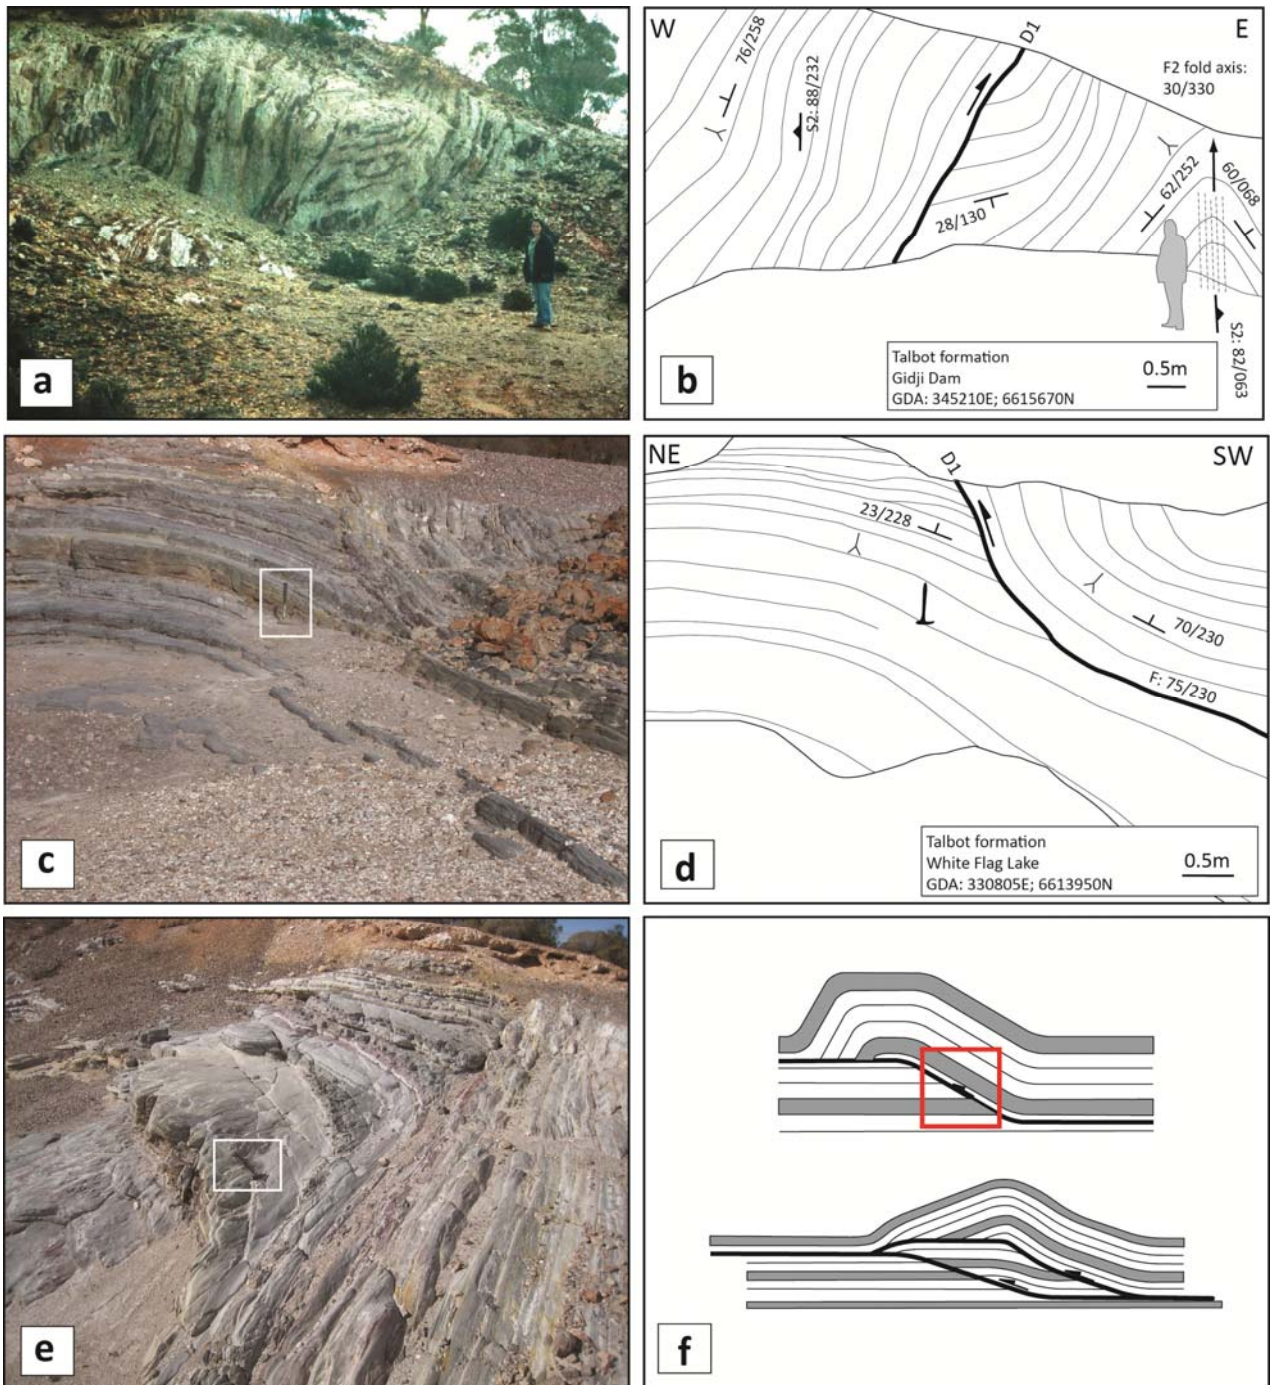 a
W
E
76/258
S2: 88/232
D1
F2 fold axis:
30/330
28/130
62/252
60/068
S2: 82/063
Talbot formation
Gidji Dam
GDA: 345210E; 6615670N
0.5m
b
c
NE
SW
D1
23/228
70/230
F: 75/230
Talbot formation
White Flag Lake
GDA: 330805E; 6613950N
0.5m
d
e
f